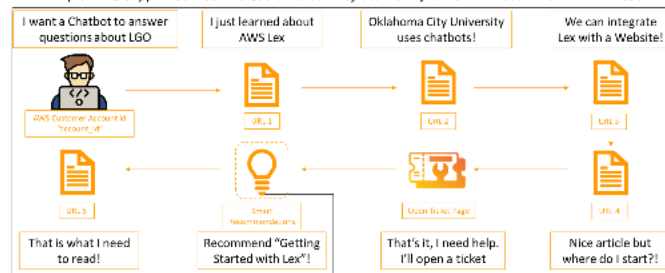 I want a Chatbot to answer
questions about LGO
I just learned about
AWS Lex
Oklahoma City University
uses chatbots!
We can integrate
Lex with a Website!
AWS Customer Account Id
"account_id"
URL 1
URL 2
URL 3
URL 5
Smart
Recommendations
Open Ticket Page
URL 4
That is what I need
to read!
Recommend "Getting
Started with Lex"!
That's it, I need help.
I'll open a ticket
Nice article but
where do I start?!